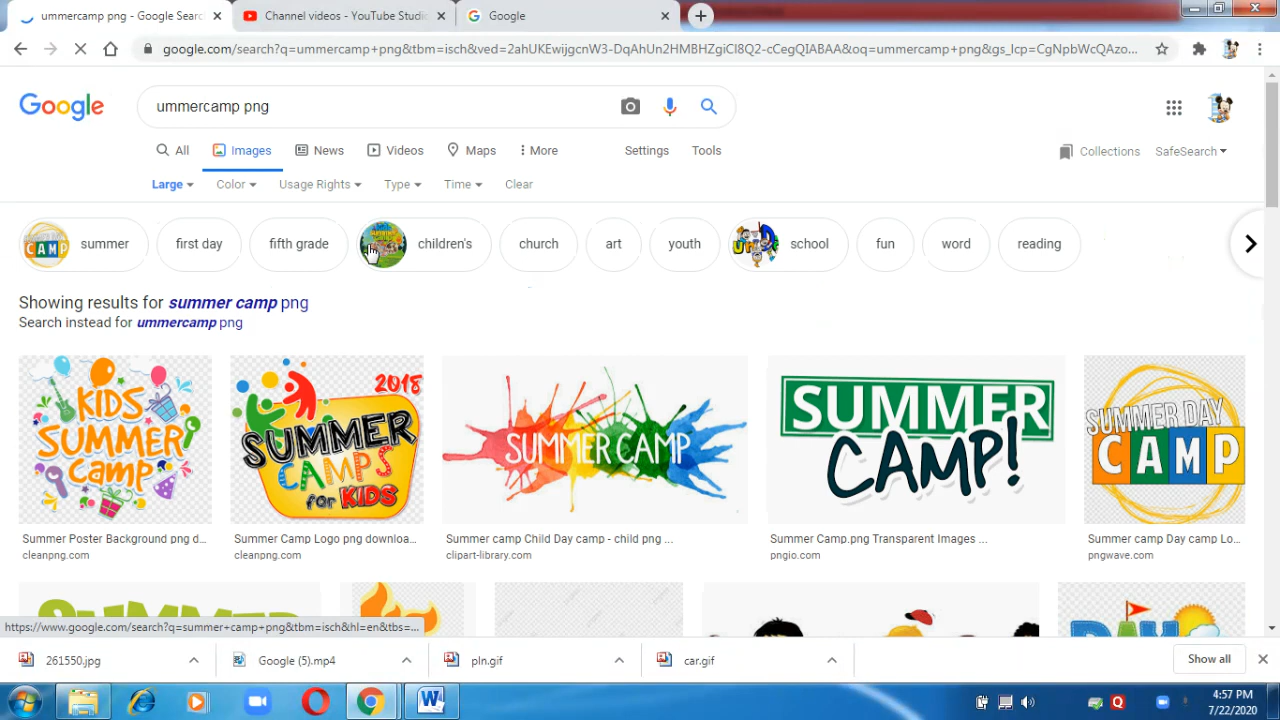 ummercamp png - Google Search
Channel videos - YouTube Studio
Google
google.com/search?q=ummercamp+png&tbm=isch&ved=2ahUKEwijgcnW3-DqAhUn2HMBHZgiCl8Q2-cCegQIABAA&oq=ummercamp+png&gs_lcp=CgNpbWcQAzo...
Google
ummercamp png
All
Images
News
Videos
Maps
More
Settings
Tools
Collections
SafeSearch
Large
Color
Usage Rights
Type
Time
Clear
summer
first day
fifth grade
children's
church
art
youth
school
fun
word
reading
Showing results for summer camp png
Search instead for ummercamp png
KIDS
SUMMER
Camp
2018
SUMMER
CAMPS
for KIDS
SUMMER CAMP
SUMMER
CAMP!
SUMMER DAY
CAMP
Summer Poster Background png d...
cleanpng.com
Summer Camp Logo png downloa...
cleanpng.com
Summer camp Child Day camp - child png ...
clipart-library.com
Summer Camp.png Transparent Images ...
pngio.com
Summer camp Day camp Lo...
pngwave.com
SUMMER
DAY
https://www.google.com/search?q=summer+camp+png&tbm=isch&hl=en&tbs=...
261550.jpg
Google (5).mp4
pln.gif
car.gif
Show all
4:57 PM
7/22/2020